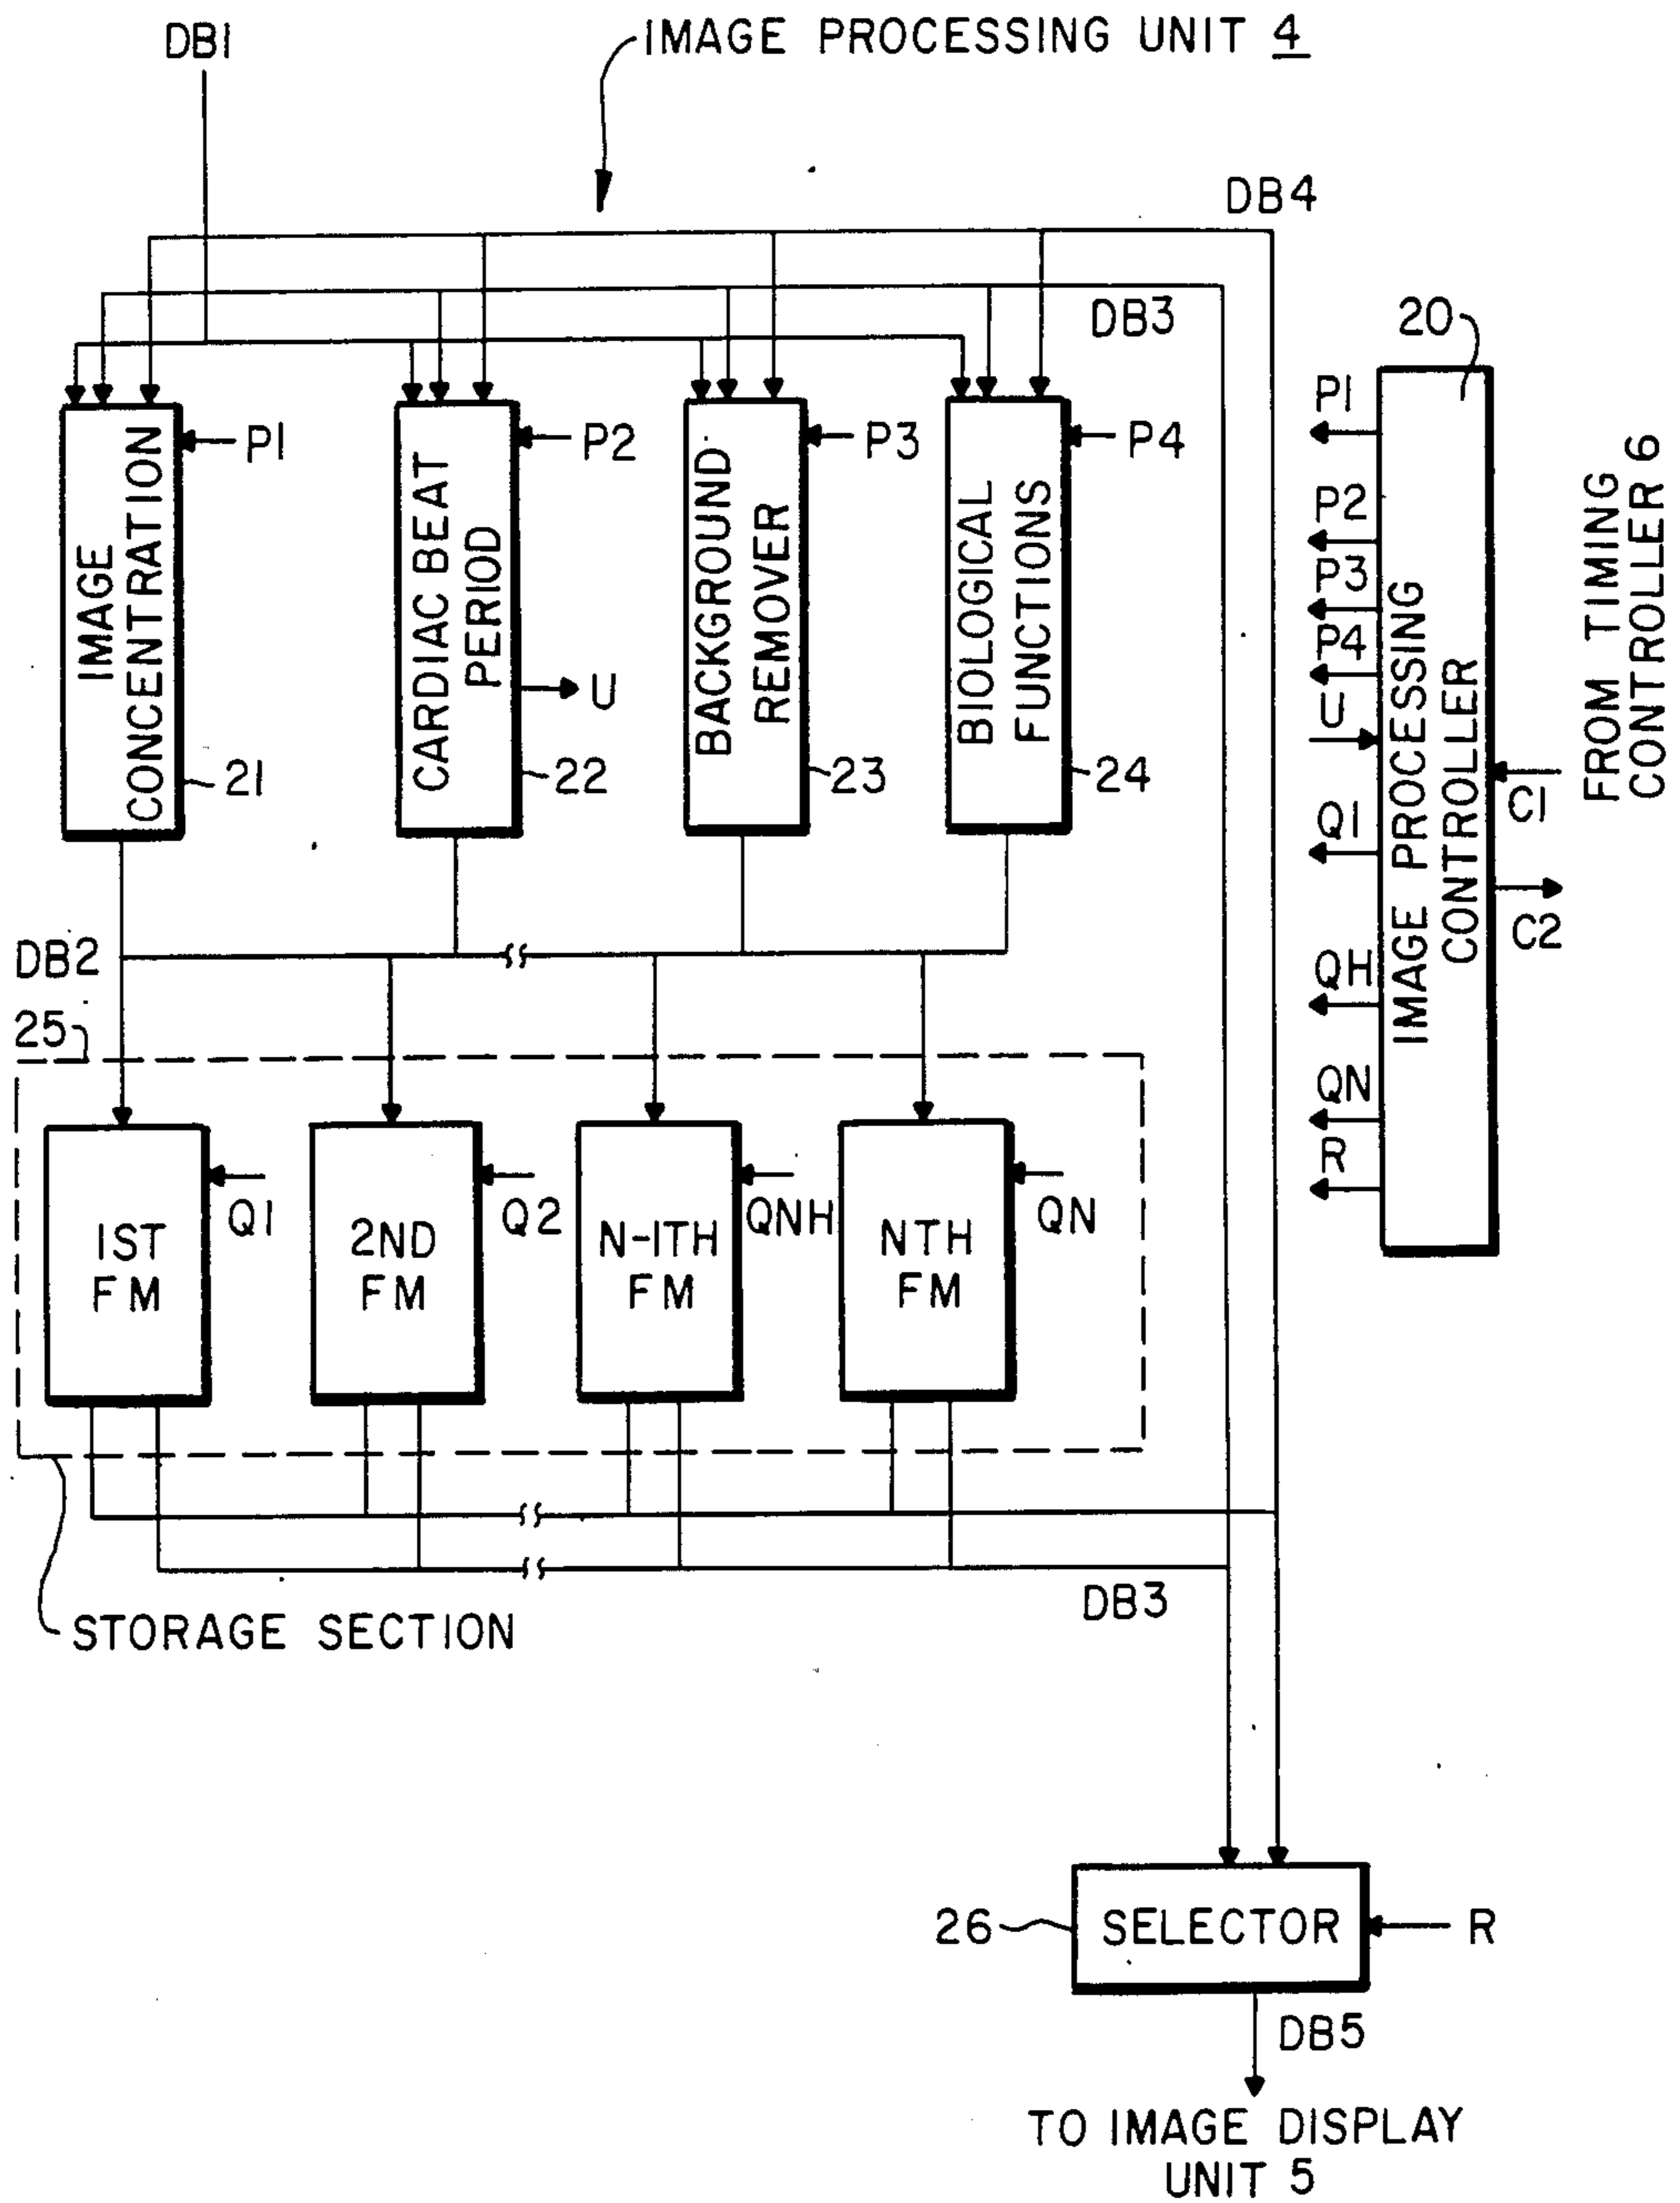 DB1
IMAGE PROCESSING UNIT 4
DB4
DB3
20
P1
P2
P3
P4
IMAGE
CONCENTRATION
CARDIAC BEAT
PERIOD
BACKGROUND
REMOVER
BIOLOGICAL
FUNCTIONS
U
21
22
23
24
P1
P2
P3
P4
U
Q1
QH
QN
R
IMAGE PROCESSING
CONTROLLER
C1
C2
FROM TIMING
CONTROLLER 6
DB2
25
1ST
FM
Q1
2ND
FM
Q2
N-1TH
FM
QNH
NTH
FM
QN
DB3
STORAGE SECTION
26
SELECTOR
R
DB5
TO IMAGE DISPLAY
UNIT 5